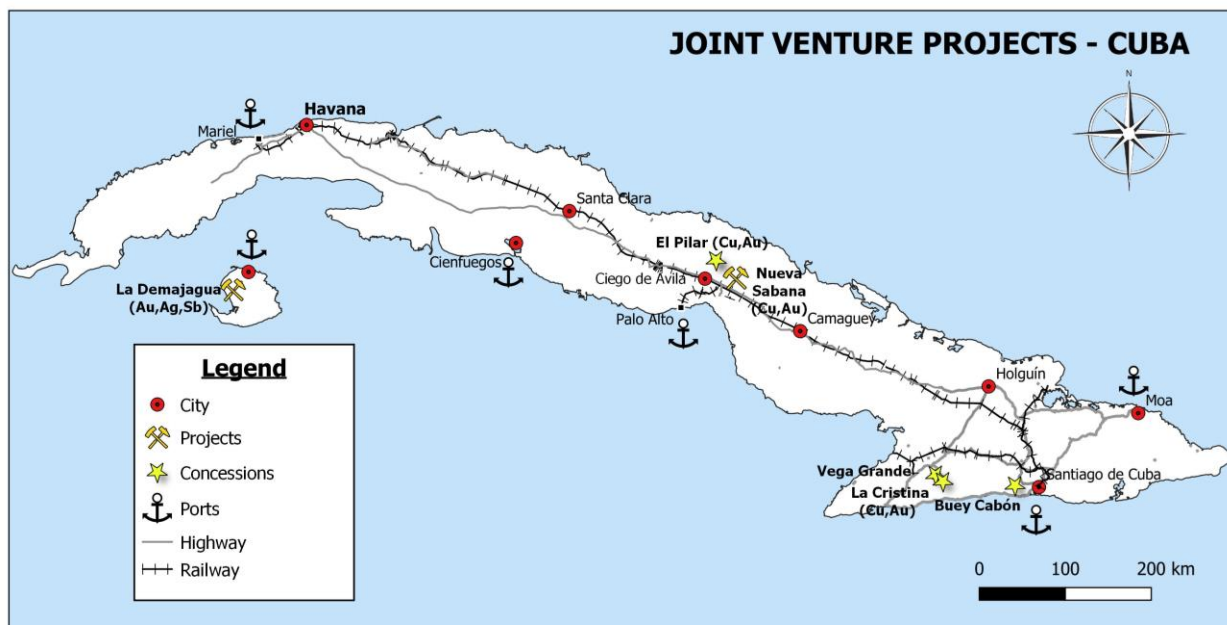 JOINT VENTURE PROJECTS - CUBA
N
Havana
Mariel
Santa Clara
El Pilar (Cu,Au)
Cienfuegos
Ciego de Ávila
Nueva
Sabana
(Cu,Au)
La Demajagua
(Au,Ag,Sb)
Palo Alto
Camaguey
Holguín
Moa
Vega Grande
La Cristina
(Cu,Au)
Buey Cabón
Santiago de Cuba
Legend
City
Projects
Concessions
Ports
Highway
Railway
0 100 200 km